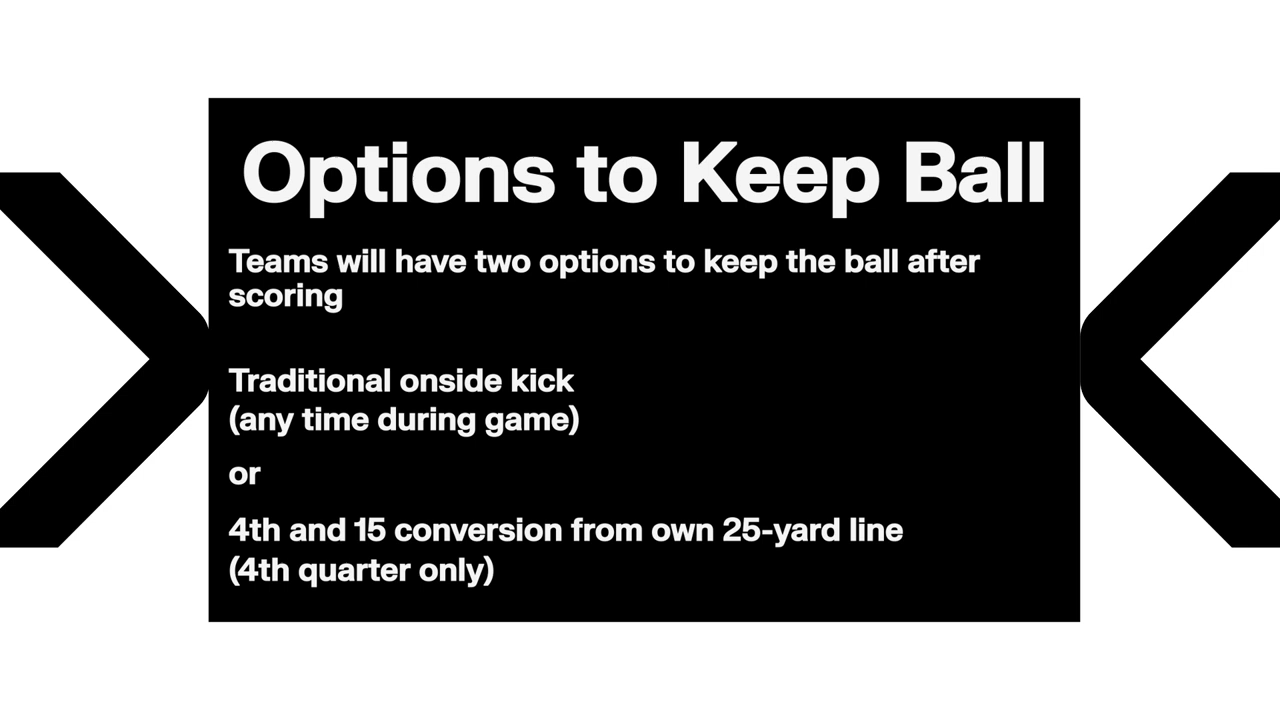 Options to Keep Ball
Teams will have two options to keep the ball after
scoring
Traditional onside kick
(any time during game)
or
4th and 15 conversion from own 25-yard line
(4th quarter only)